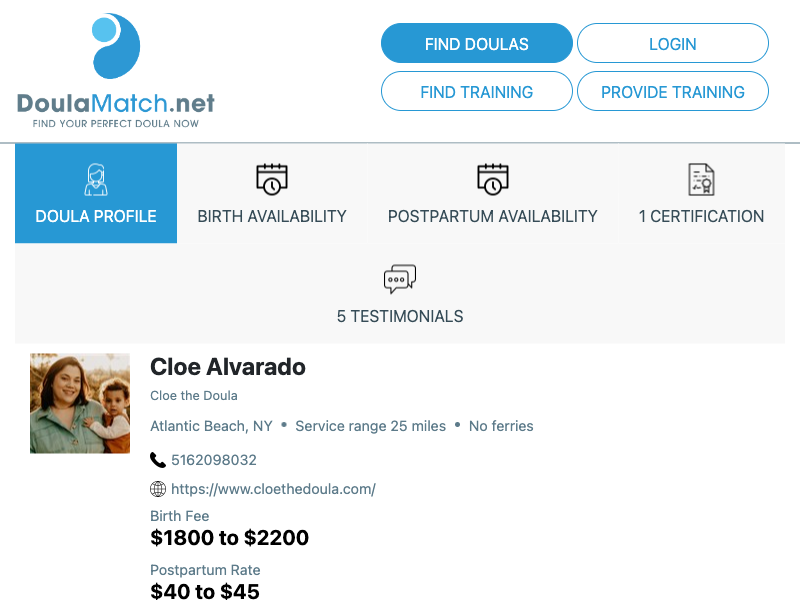 DoulaMatch.net
FIND YOUR PERFECT DOULA NOW
FIND DOULAS
LOGIN
FIND TRAINING
PROVIDE TRAINING
DOULA PROFILE
BIRTH AVAILABILITY
POSTPARTUM AVAILABILITY
1 CERTIFICATION
5 TESTIMONIALS
Cloe Alvarado
Cloe the Doula
Atlantic Beach, NY • Service range 25 miles • No ferries
5162098032
https://www.cloethedoula.com/
Birth Fee
$1800 to $2200
Postpartum Rate
$40 to $45